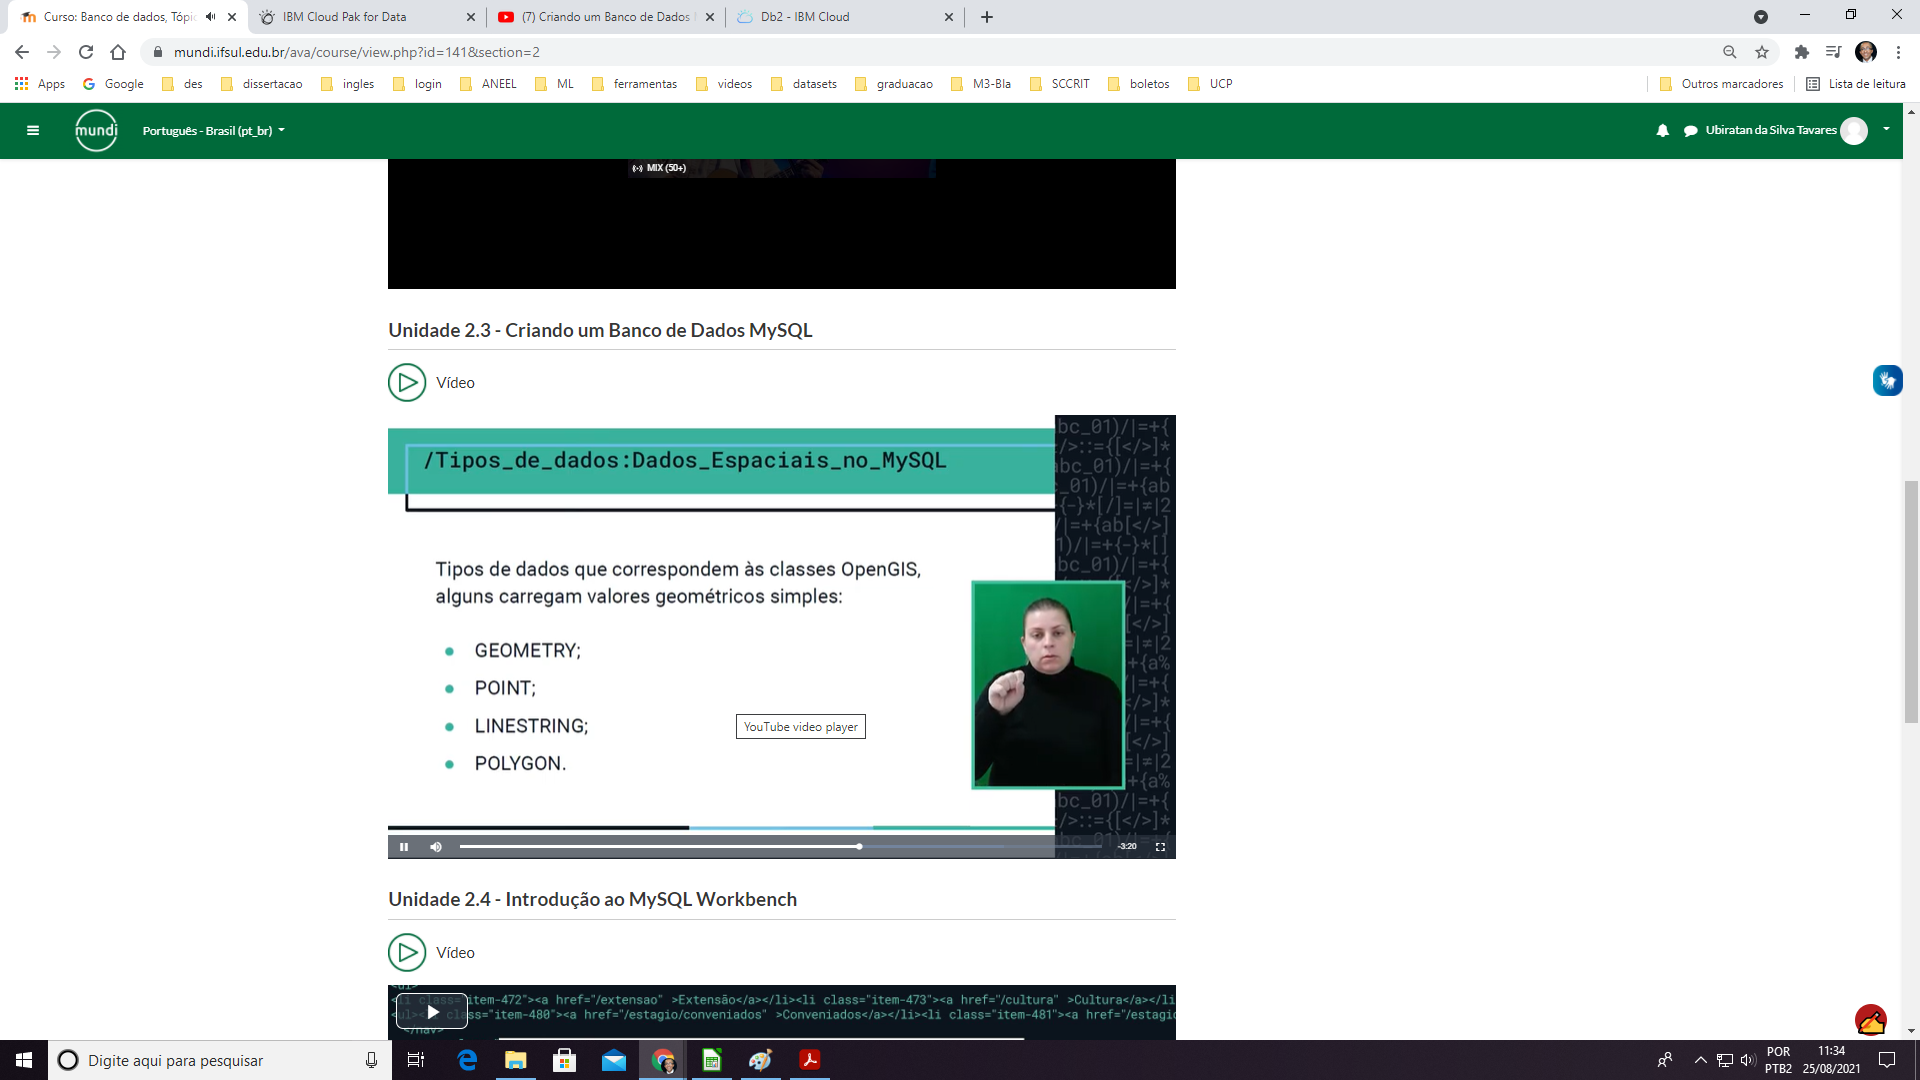 Curso: Banco de dados, Tópic
IBM Cloud Pak for Data
(7) Criando um Banco de Dados
Db2 - IBM Cloud
mundi.ifsul.edu.br/ava/course/view.php?id=141&section=2
Apps
Google
des
dissertacao
ingles
login
ANEEL
ML
ferramentas
videos
datasets
graduacao
M3-BIa
SCCRIT
boletos
UCP
Outros marcadores
Lista de leitura
mundi
Português - Brasil (pt_br)
Ubiratan da Silva Tavares
MIX (50+)
Unidade 2.3 - Criando um Banco de Dados MySQL
Vídeo
/Tipos_de_dados:Dados_Espaciais_no_MySQL
Tipos de dados que correspondem às classes OpenGIS,
alguns carregam valores geométricos simples:
GEOMETRY;
POINT;
LINESTRING;
POLYGON.
YouTube video player
-3:20
Unidade 2.4 - Introdução ao MySQL Workbench
Vídeo
item-472"><a href="/extensao" >Extensão</a></li><li class="item-473"><a href="/cultura" >Cultura</a></li
item-480"><a href="/estagio/conveniados" >Conveniados</a></li><li class="item-481"><a href="/estagio
</nav>
Digite aqui para pesquisar
POR
PTB2
11:34
25/08/2021